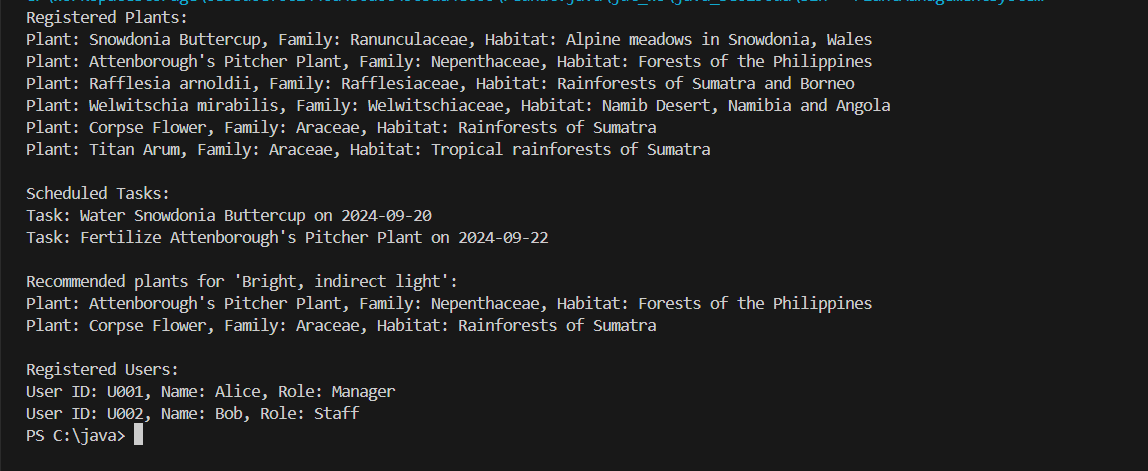 Registered Plants:
Plant: Snowdonia Buttercup, Family: Ranunculaceae, Habitat: Alpine meadows in Snowdonia, Wales
Plant: Attenborough's Pitcher Plant, Family: Nepenthaceae, Habitat: Forests of the Philippines
Plant: Rafflesia arnoldii, Family: Rafflesiaceae, Habitat: Rainforests of Sumatra and Borneo
Plant: Welwitschia mirabilis, Family: Welwitschiaceae, Habitat: Namib Desert, Namibia and Angola
Plant: Corpse Flower, Family: Araceae, Habitat: Rainforests of Sumatra
Plant: Titan Arum, Family: Araceae, Habitat: Tropical rainforests of Sumatra
Scheduled Tasks:
Task: Water Snowdonia Buttercup on 2024-09-20
Task: Fertilize Attenborough's Pitcher Plant on 2024-09-22
Recommended plants for 'Bright, indirect light':
Plant: Attenborough's Pitcher Plant, Family: Nepenthaceae, Habitat: Forests of the Philippines
Plant: Corpse Flower, Family: Araceae, Habitat: Rainforests of Sumatra
Registered Users:
User ID: U001, Name: Alice, Role: Manager
User ID: U002, Name: Bob, Role: Staff
PS C:\java>